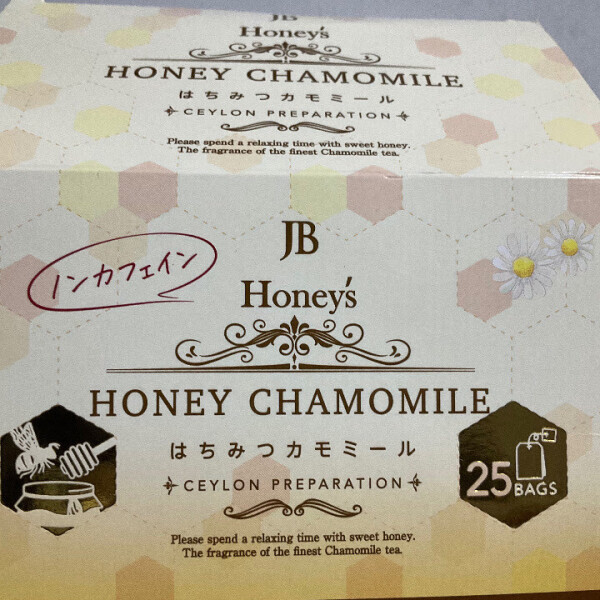 JB
Honey's
HONEY CHAMOMILE
はちみつカモミール
CEYLON PREPARATION
Please spend a relaxing time with sweet honey.
The fragrance of the finest Chamomile tea.
JB
ノンカフェイン
Honey's
HONEY CHAMOMILE
はちみつカモミール
CEYLON PREPARATION
25 BAGS
Please spend a relaxing time with sweet honey.
The fragrance of the finest Chamomile tea.